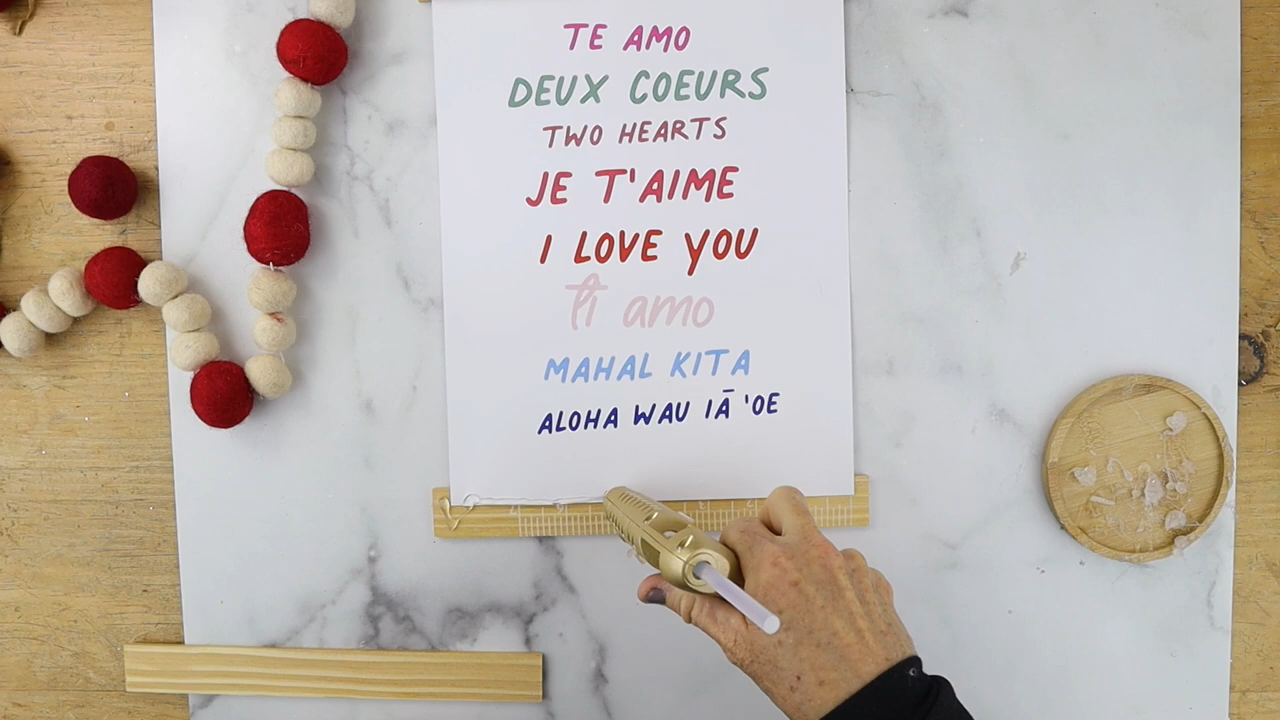 TE AMO
DEUX COEURS
TWO HEARTS
JE T'AIME
I LOVE YOU
ti amo
MAHAL KITA
ALOHA WAU IĀ 'OE